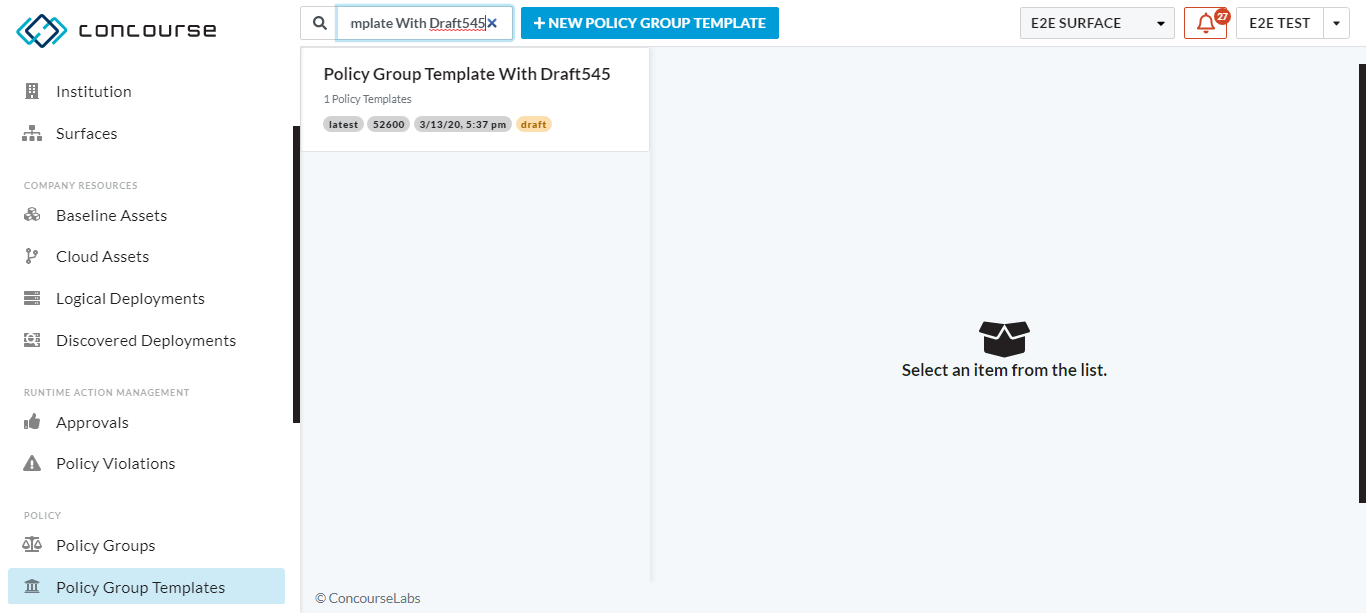 concourse
mplate With Draft545
NEW POLICY GROUP TEMPLATE
E2E SURFACE
27
E2E TEST
Institution
Surfaces
COMPANY RESOURCES
Baseline Assets
Cloud Assets
Logical Deployments
Discovered Deployments
RUNTIME ACTION MANAGEMENT
Approvals
Policy Violations
POLICY
Policy Groups
Policy Group Templates
Policy Group Template With Draft545
1 Policy Templates
latest 52600 3/13/20, 5:37 pm draft
Select an item from the list.
© ConcourseLabs